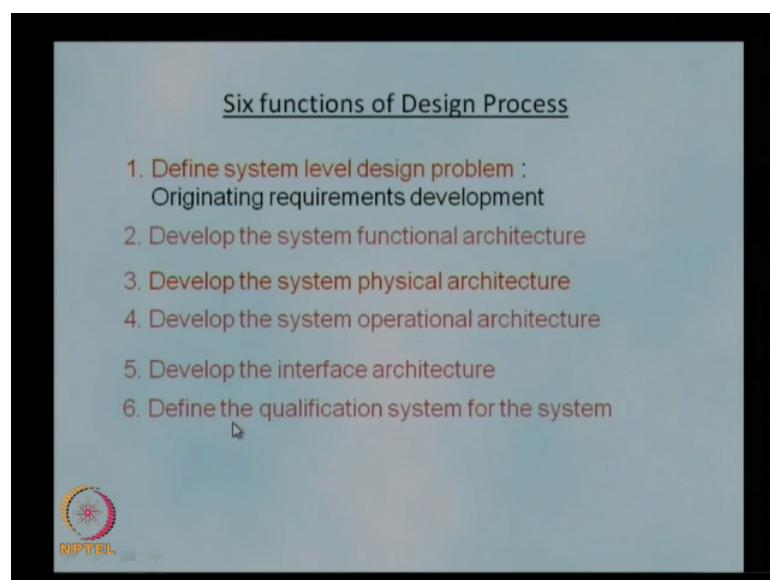 Six functions of Design Process
1. Define system level design problem :
Originating requirements development
2. Develop the system functional architecture
3. Develop the system physical architecture
4. Develop the system operational architecture
5. Develop the interface architecture
6. Define the qualification system for the system
NPTEL